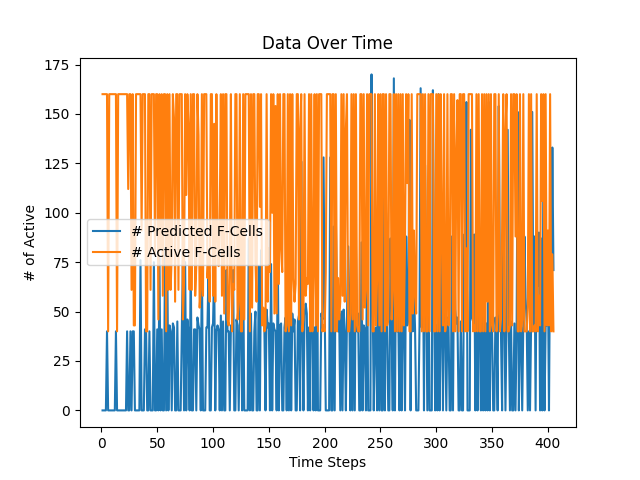 Data Over Time
175
150
125
100
75
50
25
0
# of Active
# Predicted F-Cells
# Active F-Cells
0 50 100 150 200 250 300 350 400
Time Steps